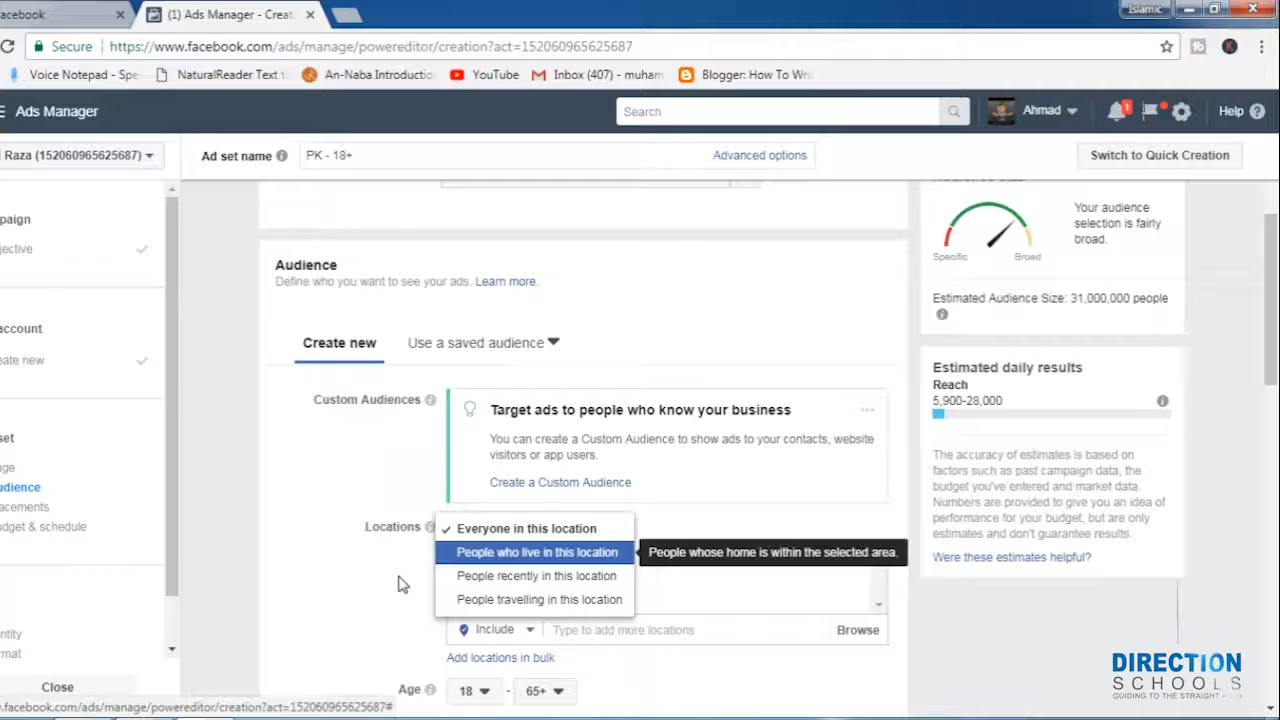 acebook
(1) Ads Manager - Creat
Islamic
Secure
https://www.facebook.com/ads/manage/powereditor/creation?act=152060965625687
Voice Notepad - Spe
NaturalReader Text t
An-Naba Introductio
YouTube
Inbox (407) - muham
Blogger: How To Wr
Ads Manager
Search
Ahmad
1
Help
Raza (152060965625687)
Ad set name
PK - 18+
Advanced options
Switch to Quick Creation
paign
jective
account
eate new
set
ge
udience
acements
udget & schedule
entity
rmat
Close
Audience
Define who you want to see your ads. Learn more.
Create new
Use a saved audience
Custom Audiences
Target ads to people who know your business
You can create a Custom Audience to show ads to your contacts, website
visitors or app users.
Create a Custom Audience
Locations
Everyone in this location
People who live in this location
People whose home is within the selected area.
People recently in this location
People travelling in this location
Include
Type to add more locations
Browse
Add locations in bulk
Age
18
-
65+
Your audience
selection is fairly
broad.
Specific
Broad
Estimated Audience Size: 31,000,000 people
Estimated daily results
Reach
5,900-28,000
The accuracy of estimates is based on
factors such as past campaign data, the
budget you've entered and market data.
Numbers are provided to give you an idea of
performance for your budget, but are only
estimates and don't guarantee results.
Were these estimates helpful?
w.facebook.com/ads/manage/powereditor/creation?act=152060965625687#
DIRECTION
SCHOOLS
GUIDING TO THE STRAIGHT